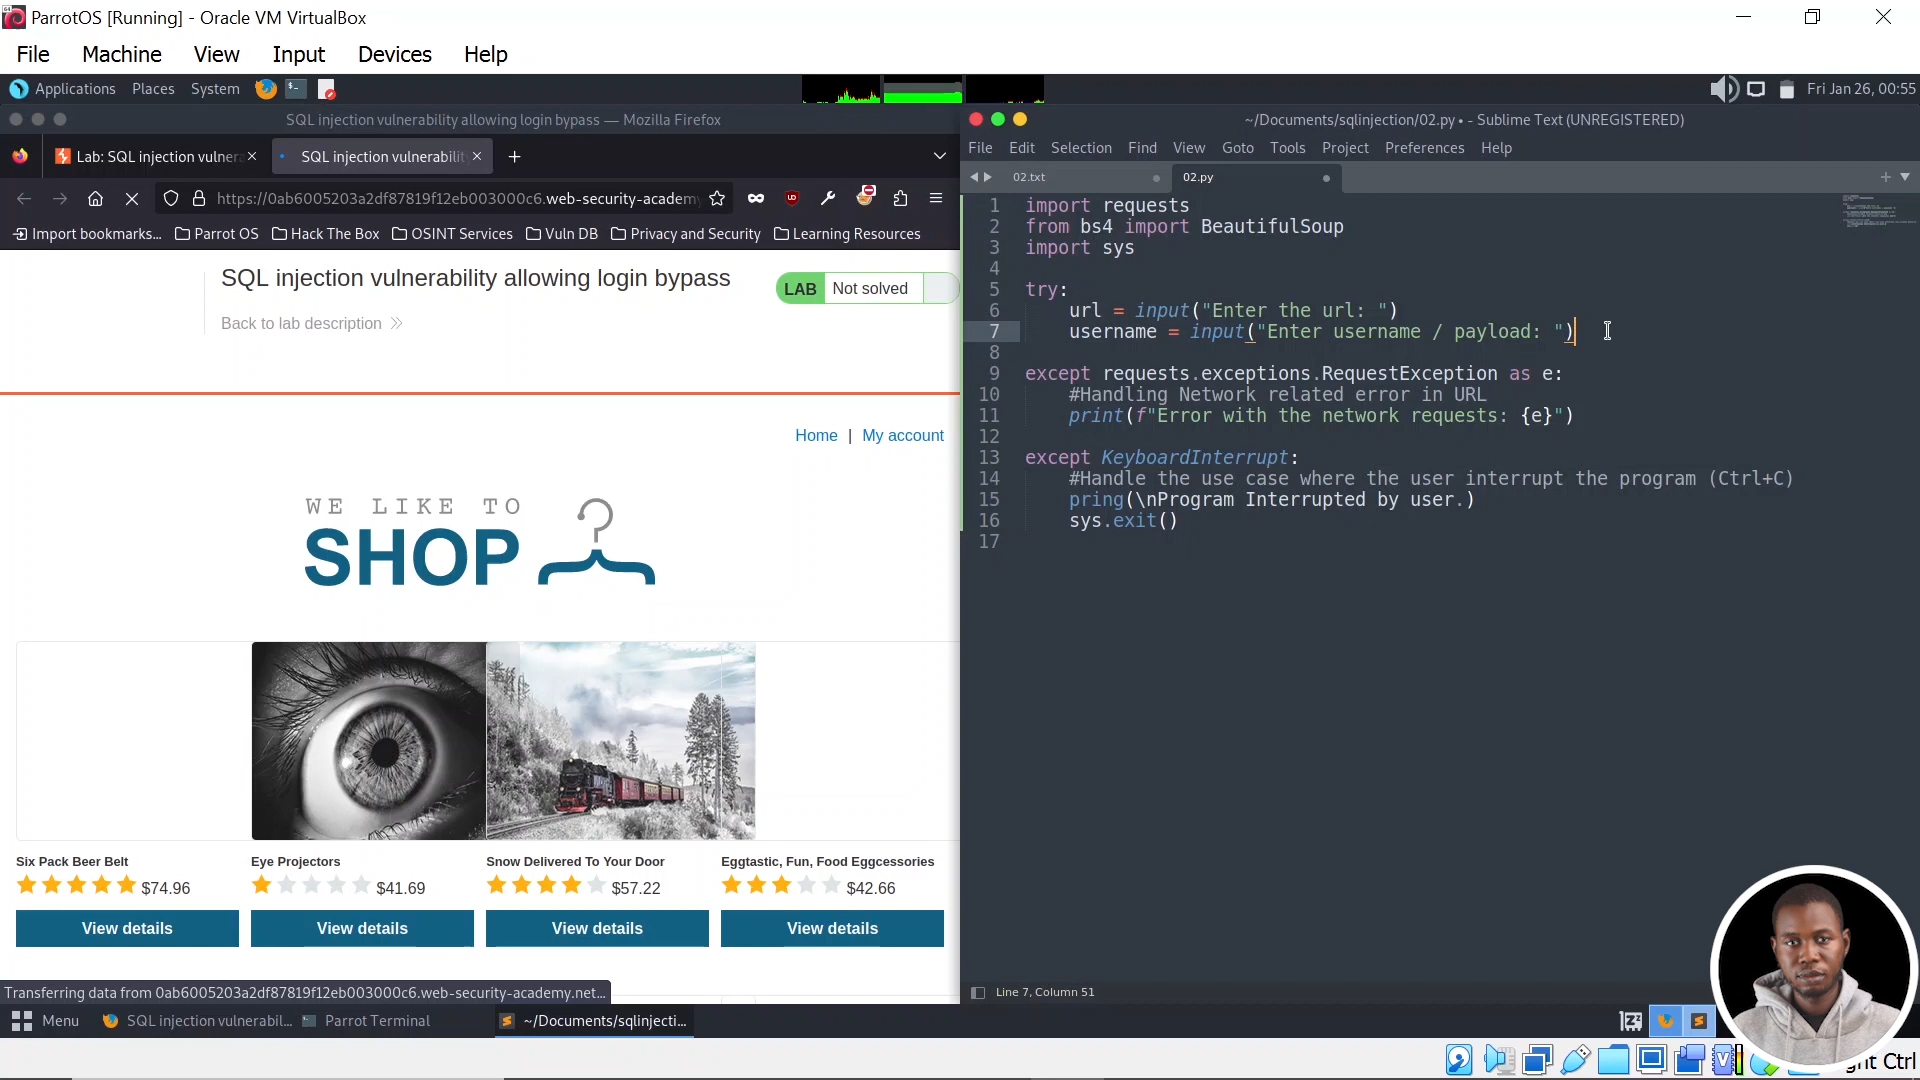 ParrotOS [Running] - Oracle VM VirtualBox
File Machine View Input Devices Help
Applications Places System
Fri Jan 26, 00:55
SQL injection vulnerability allowing login bypass — Mozilla Firefox
Lab: SQL injection vulner
SQL injection vulnerabilit
https://0ab6005203a2df87819f12eb003000c6.web-security-academ
Import bookmarks... Parrot OS Hack The Box OSINT Services Vuln DB Privacy and Security Learning Resources
SQL injection vulnerability allowing login bypass
LAB Not solved
Back to lab description
Home | My account
WE LIKE TO
SHOP
Six Pack Beer Belt
$74.96
View details
Eye Projectors
$41.69
View details
Snow Delivered To Your Door
$57.22
View details
Eggtastic, Fun, Food Eggcessories
$42.66
View details
Transferring data from 0ab6005203a2df87819f12eb003000c6.web-security-academy.net...
~/Documents/sqlinjection/02.py • - Sublime Text (UNREGISTERED)
File Edit Selection Find View Goto Tools Project Preferences Help
02.txt
02.py
1 import requests
2 from bs4 import BeautifulSoup
3 import sys
4
5 try:
6 url = input("Enter the url: ")
7 username = input("Enter username / payload: ")
8
9 except requests.exceptions.RequestException as e:
10 #Handling Network related error in URL
11 print(f"Error with the network requests: {e}")
12
13 except KeyboardInterrupt:
14 #Handle the use case where the user interrupt the program (Ctrl+C)
15 pring(\nProgram Interrupted by user.)
16 sys.exit()
17
Line 7, Column 51
Menu
SQL injection vulnerabil...
Parrot Terminal
~/Documents/sqlinjecti...
Ctrl